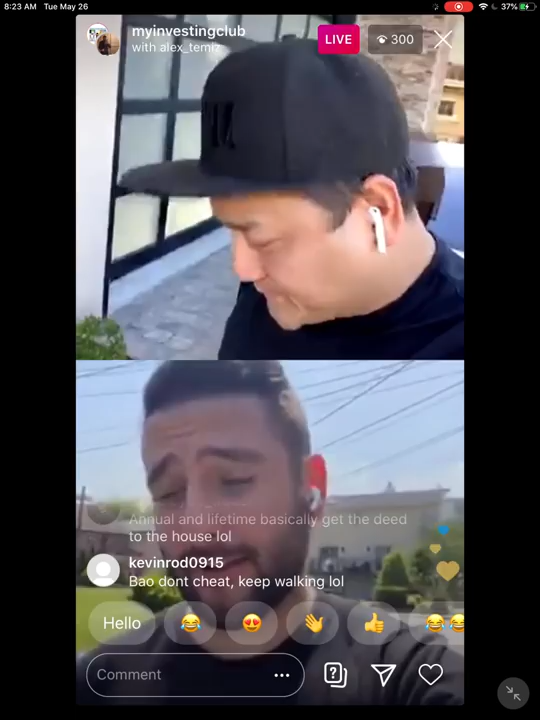 8:23 AM Tue May 26
37%
myinvestingclub
with alex_temiz
LIVE
300
Annual and lifetime basically get the deed
to the house lol
kevinrod0915
Bao dont cheat, keep walking lol
Hello
Comment